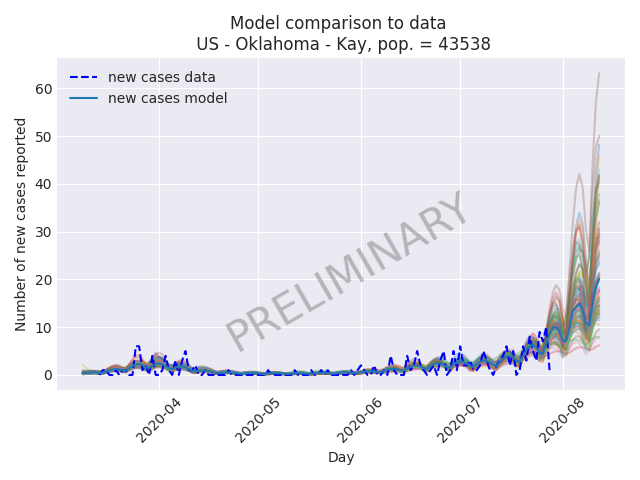 Model comparison to data
US - Oklahoma - Kay, pop. = 43538
new cases data
new cases model
Number of new cases reported
60
50
40
30
20
10
0
PRELIMINARY
2020-04
2020-05
2020-06
2020-07
2020-08
Day